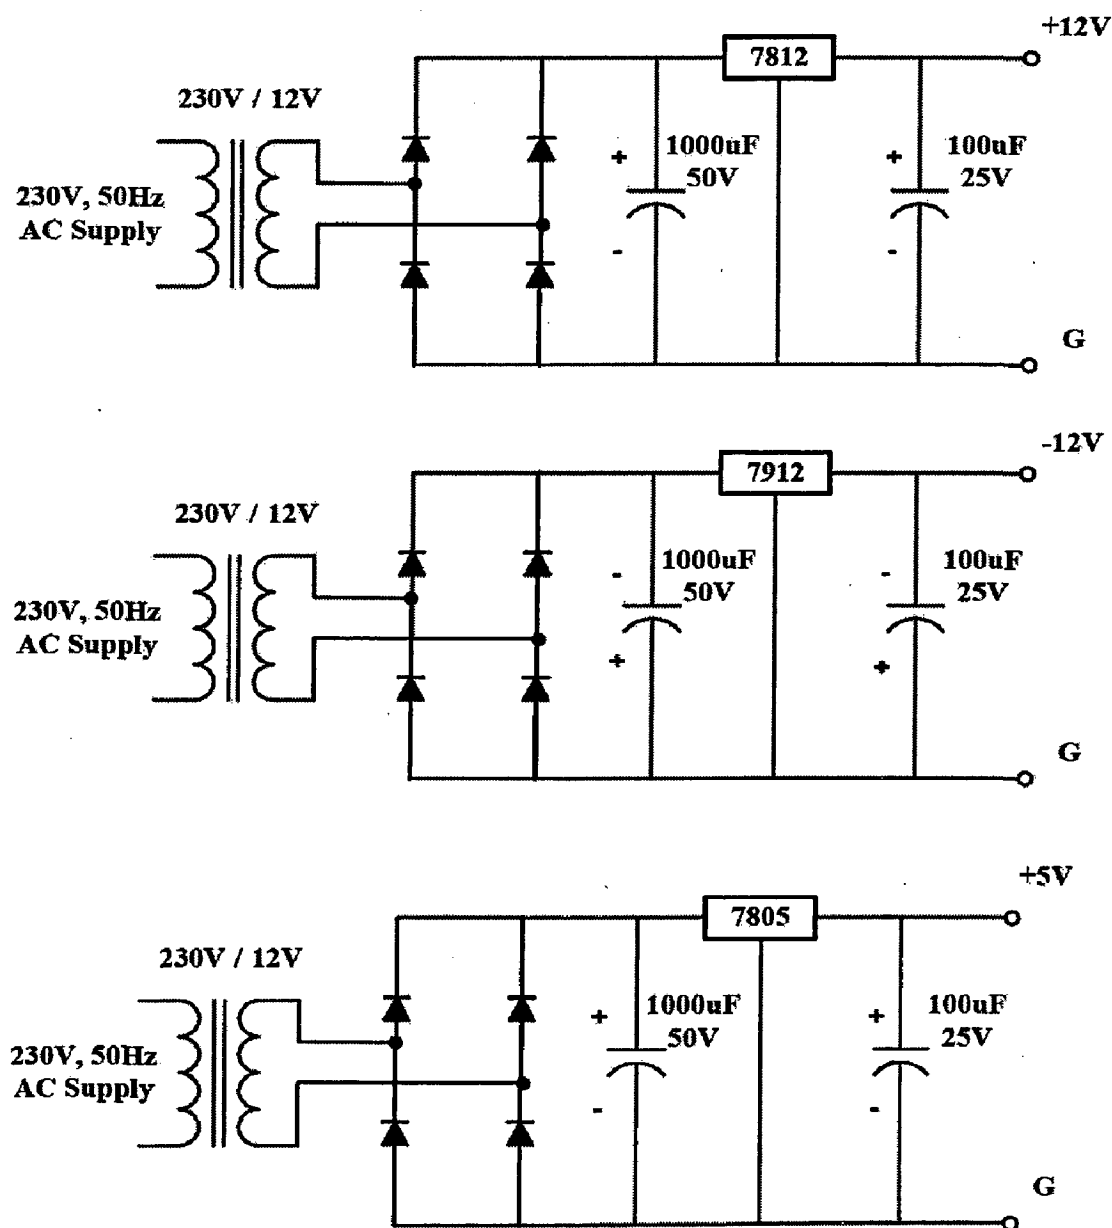 +12V
7812
230V / 12V
1000uF
50V
100uF
25V
+
+
230V, 50Hz
AC Supply
-
-
G
-12V
7912
230V / 12V
1000uF
50V
100uF
25V
-
-
230V, 50Hz
AC Supply
+
+
G
+5V
7805
230V / 12V
1000uF
50V
100uF
25V
+
+
230V, 50Hz
AC Supply
-
-
G